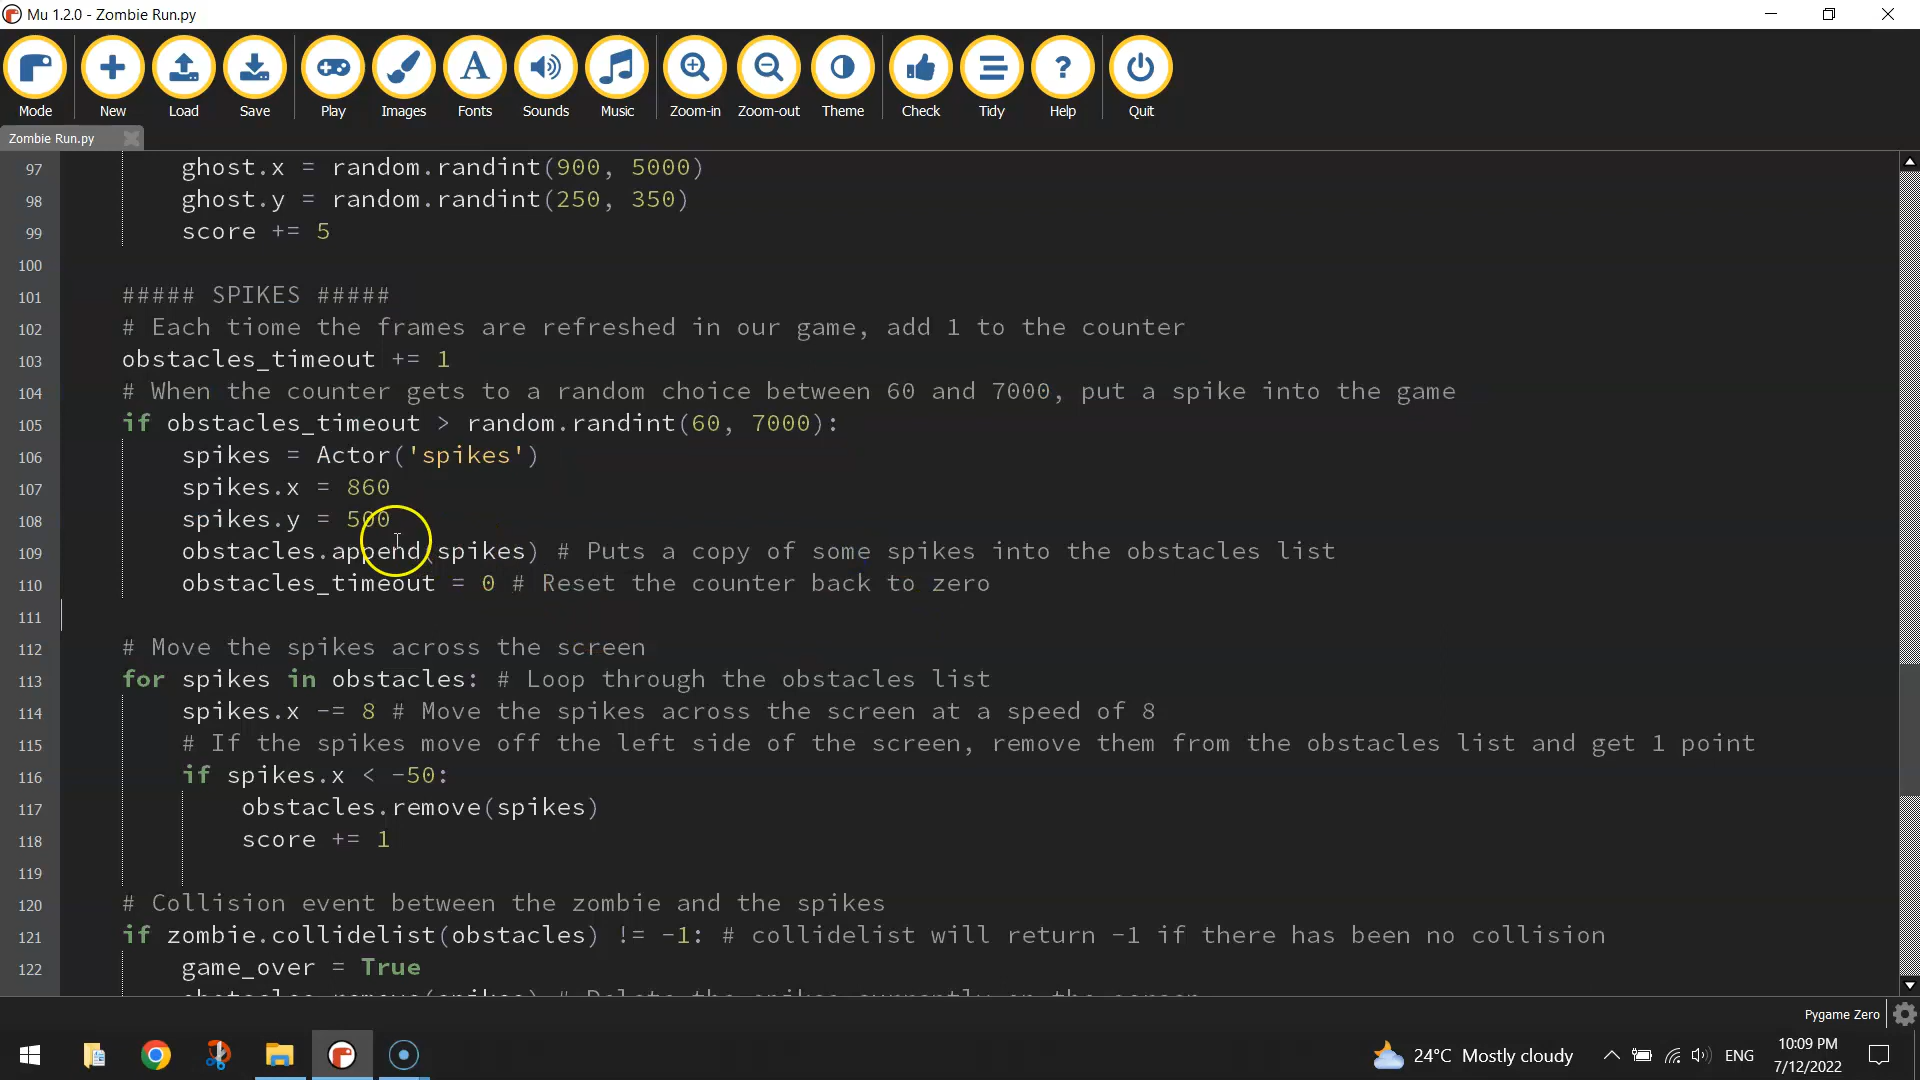 Mu 1.2.0 - Zombie Run.py
Mode New Load Save Play Images Fonts Sounds Music Zoom-in Zoom-out Theme Check Tidy Help Quit
Zombie Run.py
97 ghost.x = random.randint(900, 5000)
98 ghost.y = random.randint(250, 350)
99 score += 5
100
101 ##### SPIKES #####
102 # Each tiome the frames are refreshed in our game, add 1 to the counter
103 obstacles_timeout += 1
104 # When the counter gets to a random choice between 60 and 7000, put a spike into the game
105 if obstacles_timeout > random.randint(60, 7000):
106 spikes = Actor('spikes')
107 spikes.x = 860
108 spikes.y = 500
109 obstacles.append(spikes) # Puts a copy of some spikes into the obstacles list
110 obstacles_timeout = 0 # Reset the counter back to zero
111
112 # Move the spikes across the screen
113 for spikes in obstacles: # Loop through the obstacles list
114 spikes.x -= 8 # Move the spikes across the screen at a speed of 8
115 # If the spikes move off the left side of the screen, remove them from the obstacles list and get 1 point
116 if spikes.x < -50:
117 obstacles.remove(spikes)
118 score += 1
119
120 # Collision event between the zombie and the spikes
121 if zombie.collidelist(obstacles) != -1: # collidelist will return -1 if there has been no collision
122 game_over = True
Pygame Zero
24°C Mostly cloudy
ENG
10:09 PM
7/12/2022